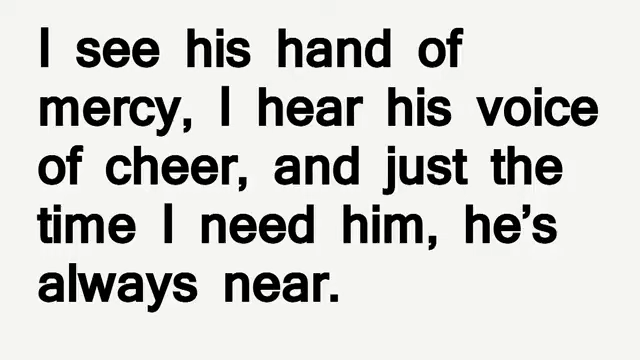 I see his hand of
mercy, I hear his voice
of cheer, and just the
time I need him, he’s
always near.